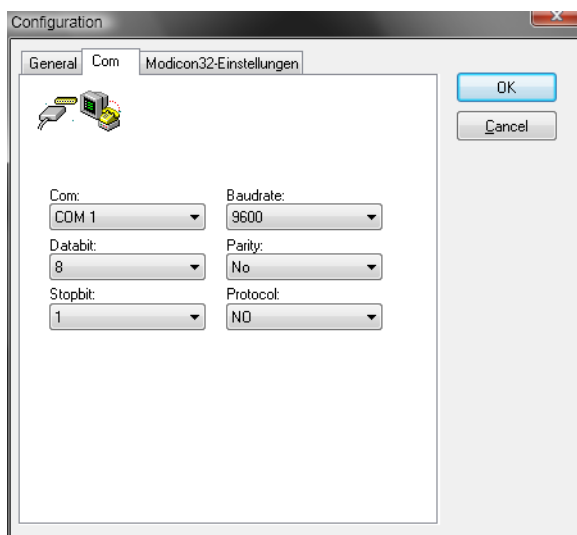 Configuration
General Com Modicon32-Einstellungen
OK
Cancel
Com: Baudrate:
COM 1 9600
Databit: Parity:
8 No
Stopbit: Protocol:
1 NO